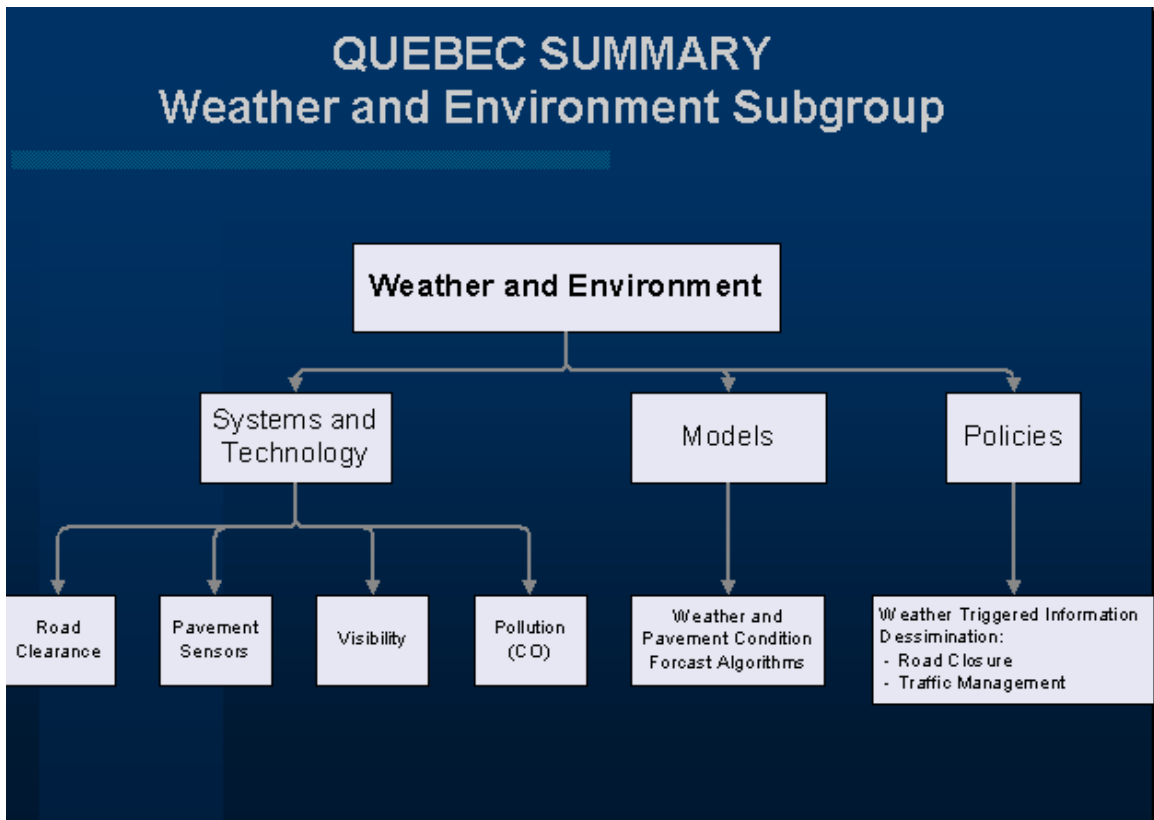 QUEBEC SUMMARY
Weather and Environment Subgroup
Weather and Environment
Systems and
Technology
Models
Policies
Road
Clearance
Pavement
Sensors
Visibility
Pollution
(CO)
Weather and
Pavement Condition
Forcast Algorithms
Weather Triggered Information
Dessimination:
- Road Closure
- Traffic Management